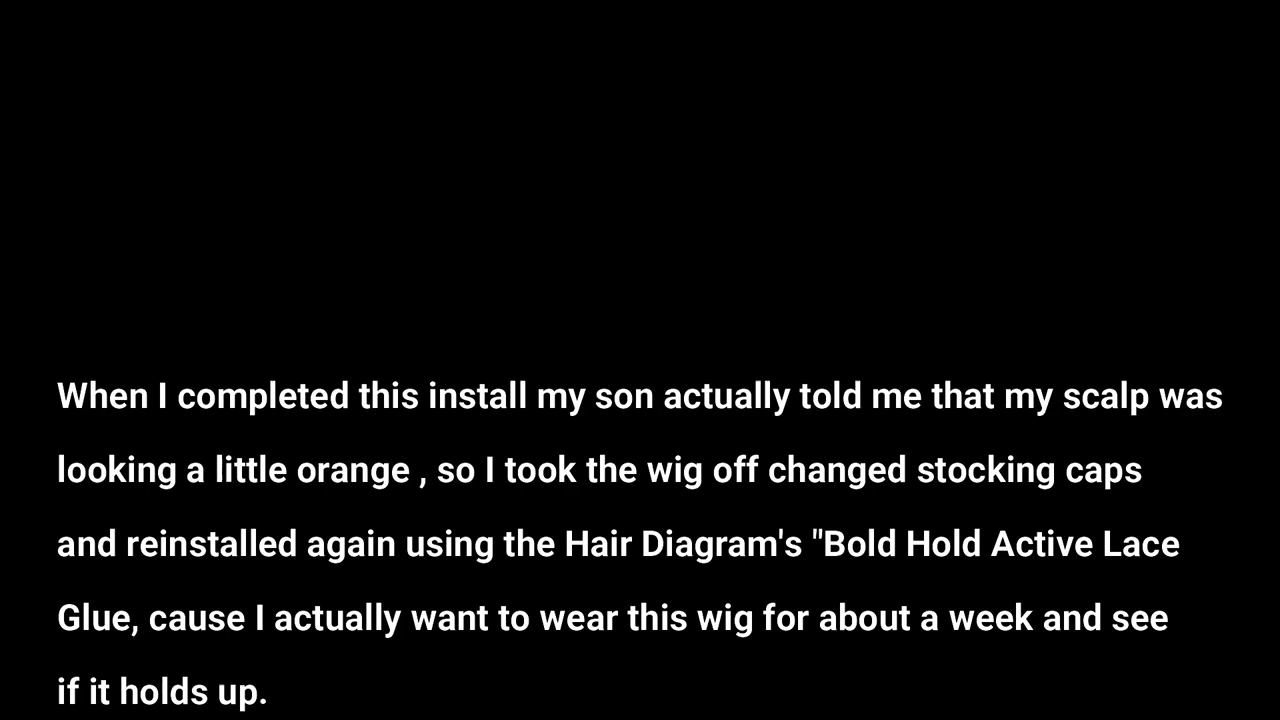 When I completed this install my son actually told me that my scalp was
looking a little orange , so I took the wig off changed stocking caps
and reinstalled again using the Hair Diagram's "Bold Hold Active Lace
Glue, cause I actually want to wear this wig for about a week and see
if it holds up.